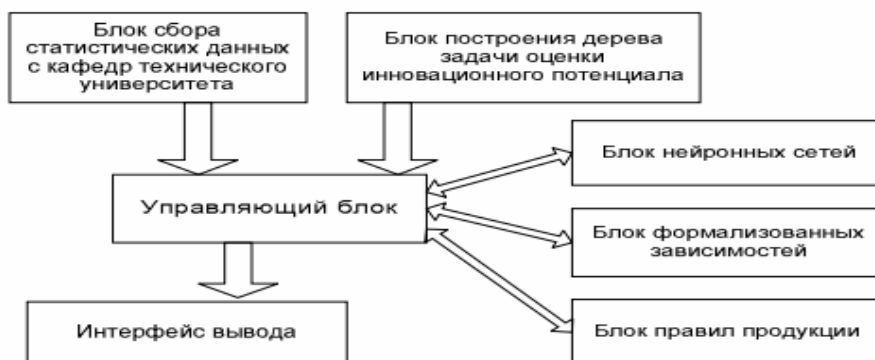 Блок сбора
статистических данных
с кафедр технического
университета
Блок построения дерева
задачи оценки
инновационного потенциала
Блок нейронных сетей
Управляющий блок
Блок формализованных
зависимостей
Интерфейс вывода
Блок правил продукции